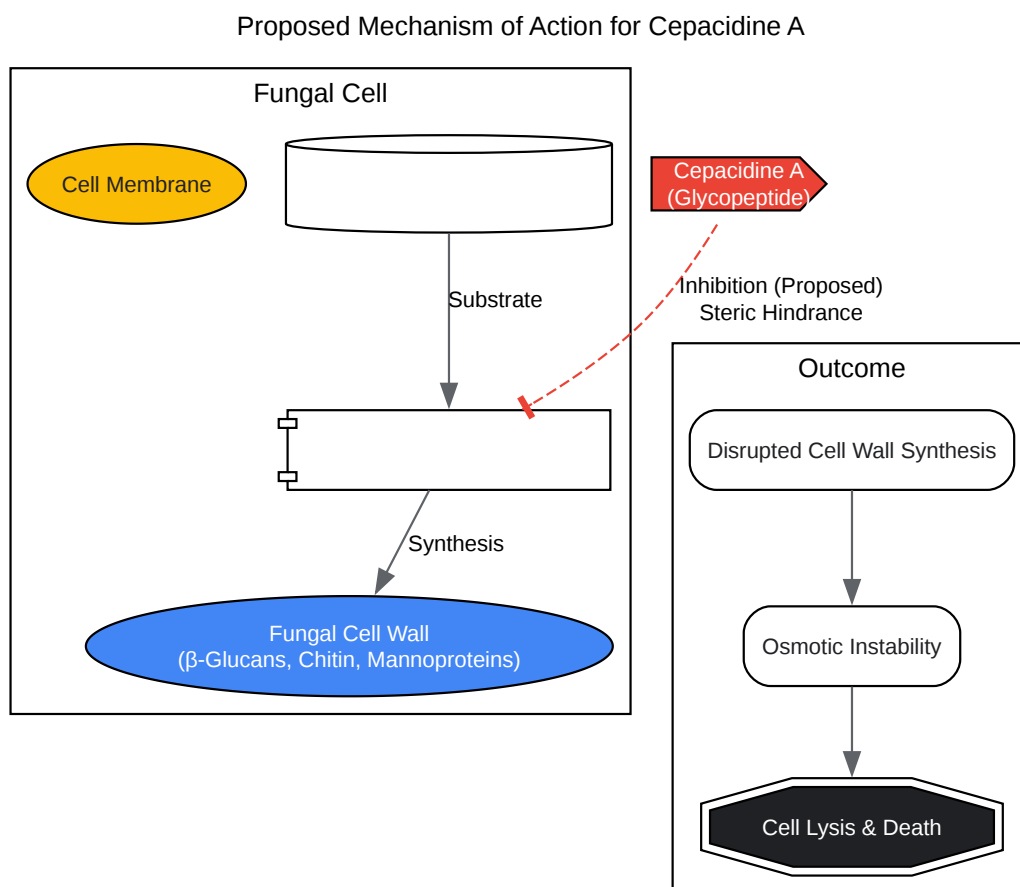 Proposed Mechanism of Action for Cepacidine A
Fungal Cell
Cell Membrane
Cepacidine A
(Glycopeptide)
Substrate
Inhibition (Proposed)
Steric Hindrance
Synthesis
Fungal Cell Wall
(β-Glucans, Chitin, Mannoproteins)
Outcome
Disrupted Cell Wall Synthesis
Osmotic Instability
Cell Lysis & Death